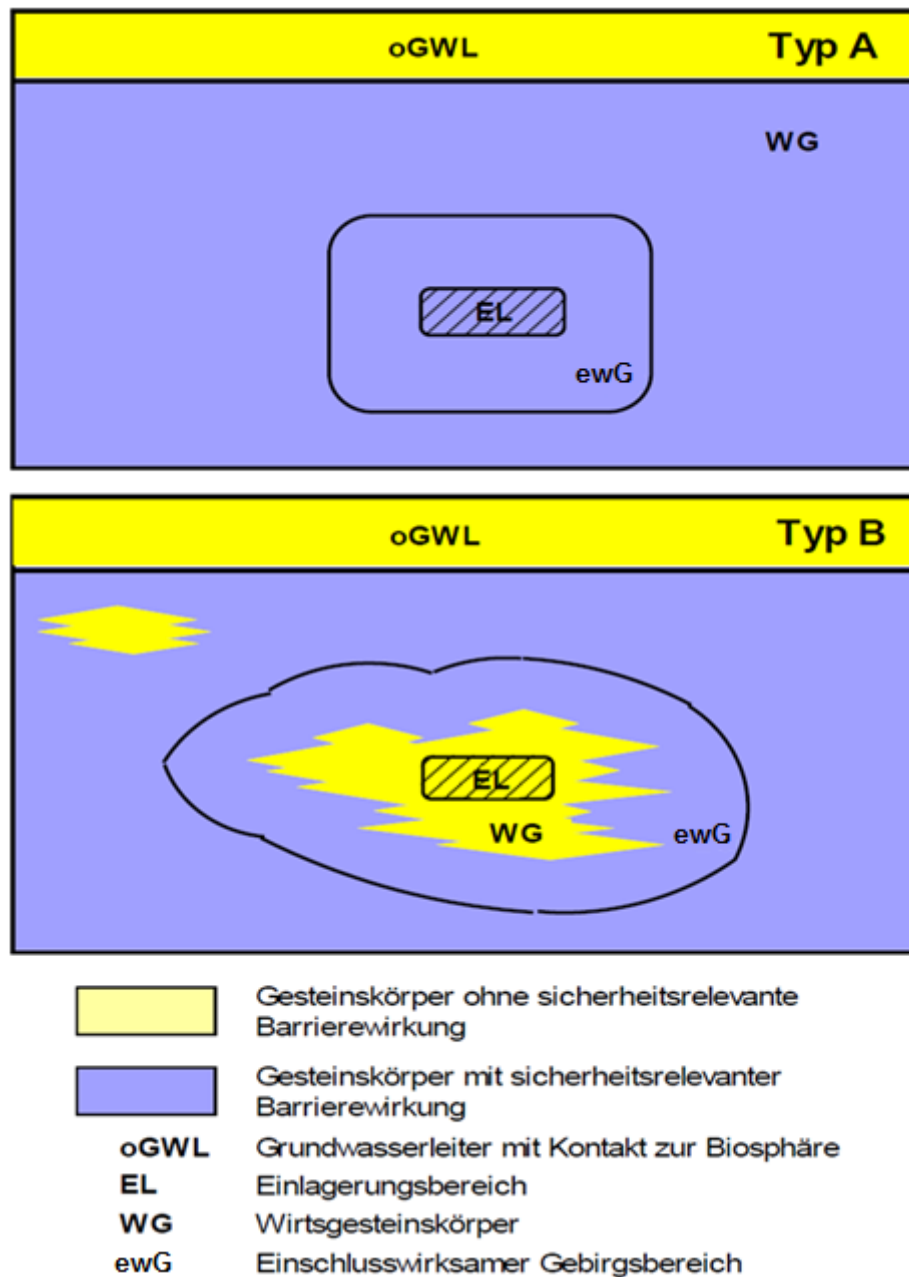 oGWL Typ A
WG
EL
ewG
oGWL Typ B
EL
WG ewG
Gesteinskörper ohne sicherheitsrelevante
Barrierewirkung
Gesteinskörper mit sicherheitsrelevanter
Barrierewirkung
oGWL Grundwasserleiter mit Kontakt zur Biosphäre
EL Einlagerungsbereich
WG Wirtsgesteinskörper
ewG Einschlusswirksamer Gebirgsbereich